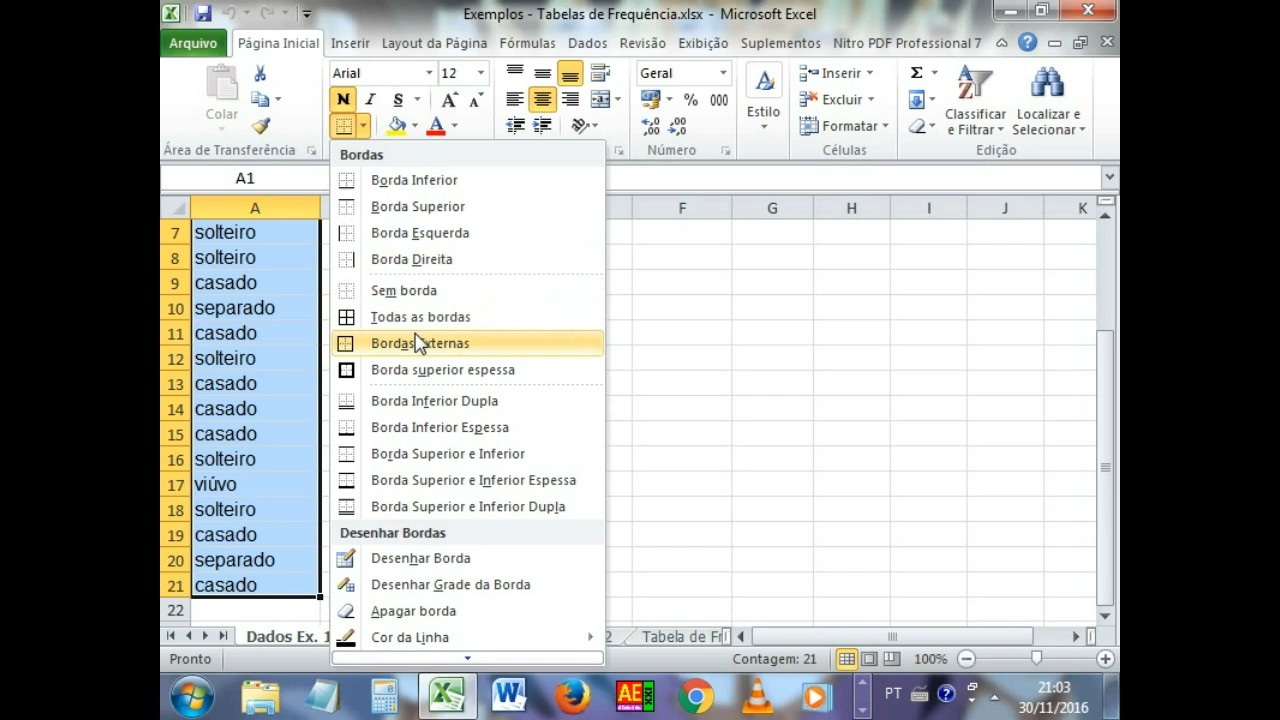 Exemplos - Tabelas de Frequência.xlsx - Microsoft Excel
Arquivo Página Inicial Inserir Layout da Página Fórmulas Dados Revisão Exibição Suplementos Nitro PDF Professional 7
Colar
Área de Transferência
Arial 12
N I S A A
A
Geral
% 000
Número
Estilo
Inserir
Excluir
Formatar
Células
Σ
Classificar e Filtrar
Localizar e Selecionar
Edição
A1
A F G H I J K
7 solteiro
8 solteiro
9 casado
10 separado
11 casado
12 solteiro
13 casado
14 casado
15 casado
16 solteiro
17 viúvo
18 solteiro
19 casado
20 separado
21 casado
22
Bordas
Borda Inferior
Borda Superior
Borda Esquerda
Borda Direita
Sem borda
Todas as bordas
Bordas externas
Borda superior espessa
Borda Inferior Dupla
Borda Inferior Espessa
Borda Superior e Inferior
Borda Superior e Inferior Espessa
Borda Superior e Inferior Dupla
Desenhar Bordas
Desenhar Borda
Desenhar Grade da Borda
Apagar borda
Cor da Linha
Dados Ex. 1 2 Tabela de Fr
Pronto Contagem: 21 100%
AE XXI PT 21:03
30/11/2016